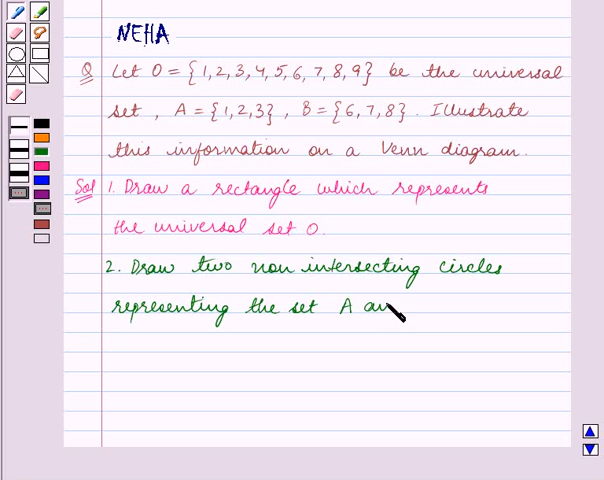 NEHA
Q Let O = {1,2,3,4,5,6,7,8,9} be the universal
set, A = {1,2,3}, B = {6,7,8}. Illustrate
this information on a Venn diagram.
Sol 1. Draw a rectangle which represents
the universal set O.
2. Draw two non intersecting circles
representing the set A an